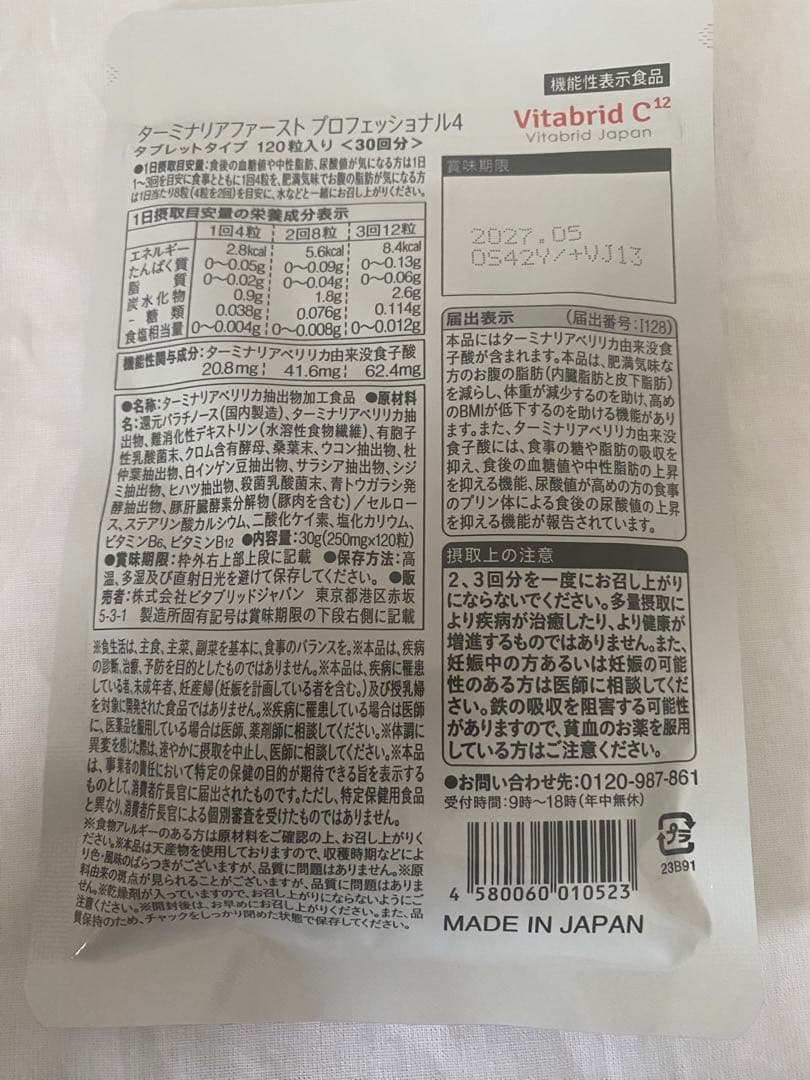 機能性表示食品
Vitabrid C12
Vitabrid Japan
ターミナリアファースト プロフェッショナル4
タブレットタイプ 120粒入り <30回分>
●1日摂取目安量:食後の血糖値や中性脂肪、尿酸値が気になる方は1日
1〜3回を目安に食事とともに1回4粒を、肥満気味でお腹の脂肪が気になる方
は1日当たり8粒(4粒を2回)を目安に、水などと一緒にお召し上がりください。
1日摂取目安量の栄養成分表示
1回4粒 2回8粒 3回12粒
エネルギー 2.8kcal 5.6kcal 8.4kcal
たんぱく質 0〜0.05g 0〜0.09g 0〜0.13g
脂質 0〜0.02g 0〜0.04g 0〜0.06g
炭水化物 0.9g 1.8g 2.6g
- 糖類 0.038g 0.076g 0.114g
食塩相当量 0〜0.004g 0〜0.008g 0〜0.012g
機能性関与成分:ターミナリアベリリカ由来没食子酸
20.8mg 41.6mg 62.4mg
●名称:ターミナリアベリリカ抽出物加工食品 ●原材料
名:還元パラチノース(国内製造)、ターミナリアベリリカ抽
出物、難消化性デキストリン(水溶性食物繊維)、有胞子
性乳酸菌末、クロム含有酵母、桑葉末、ウコン抽出物、杜
仲葉抽出物、白インゲン豆抽出物、サラシア抽出物、シジ
ミ抽出物、ヒハツ抽出物、殺菌乳酸菌末、青トウガラシ発
酵抽出物、豚肝臓酵素分解物(豚肉を含む)/セルロー
ス、ステアリン酸カルシウム、二酸化ケイ素、塩化カリウム、
ビタミンB6、ビタミンB12 ●内容量:30g(250mg×120粒)
●賞味期限:枠外右上部上段に記載 ●保存方法:高
温、多湿及び直射日光を避けて保存してください。 ●販
売者:株式会社ビタブリッドジャパン 東京都港区赤坂
5-3-1 製造所固有記号は賞味期限の下段右側に記載
※食生活は、主食、主菜、副菜を基本に、食事のバランスを。※本品は、疾病
の診断、治療、予防を目的としたものではありません。※本品は、疾病に罹患
している者、未成年者、妊産婦(妊娠を計画している者を含む。)及び授乳婦
を対象に開発された食品ではありません。※疾病に罹患している場合は医師
に、医薬品を服用している場合は医師、薬剤師に相談してください。※体調に
異変を感じた際は、速やかに摂取を中止し、医師に相談してください。※本品
は、事業者の責任において特定の保健の目的が期待できる旨を表示する
ものとして、消費者庁長官に届出されたものです。ただし、特定保健用食品
と異なり、消費者庁長官による個別審査を受けたものではありません。
※食物アレルギーのある方は原材料をご確認の上、お召し上がりく
ださい。※本品は天産物を使用しておりますので、収穫時期などによ
り色・風味のばらつきがございますが、品質に問題はありません。※原
料由来の斑点が見られることがございますが、品質に問題はありま
せん。※乾燥剤が入っていますので、お召し上がりにならないようにご
注意ください。※開封後は、お早めにお召し上がりください。また、品
質保持のため、チャックをしっかり閉めた状態で保存してください。
賞味期限
2027.05
0S42Y/+VJ13
届出表示 (届出番号:I128)
本品にはターミナリアベリリカ由来没食
子酸が含まれます。本品は、肥満気味な
方のお腹の脂肪(内臓脂肪と皮下脂肪)
を減らし、体重が減少するのを助け、高め
のBMIが低下するのを助ける機能があり
ます。また、ターミナリアベリリカ由来没
食子酸には、食事の糖や脂肪の吸収を
抑え、食後の血糖値や中性脂肪の上昇
を抑える機能、尿酸値が高めの方の食事
のプリン体による食後の尿酸値の上昇
を抑える機能が報告されています。
摂取上の注意
2、3回分を一度にお召し上がり
にならないでください。多量摂取に
より疾病が治癒したり、より健康が
増進するものではありません。また、
妊娠中の方あるいは妊娠の可能
性のある方は医師に相談してくだ
さい。鉄の吸収を阻害する可能性
がありますので、貧血のお薬を服用
している方はご注意ください。
●お問い合わせ先:0120-987-861
受付時間:9時〜18時(年中無休)
4 580060 010523
プラ
23B91
MADE IN JAPAN